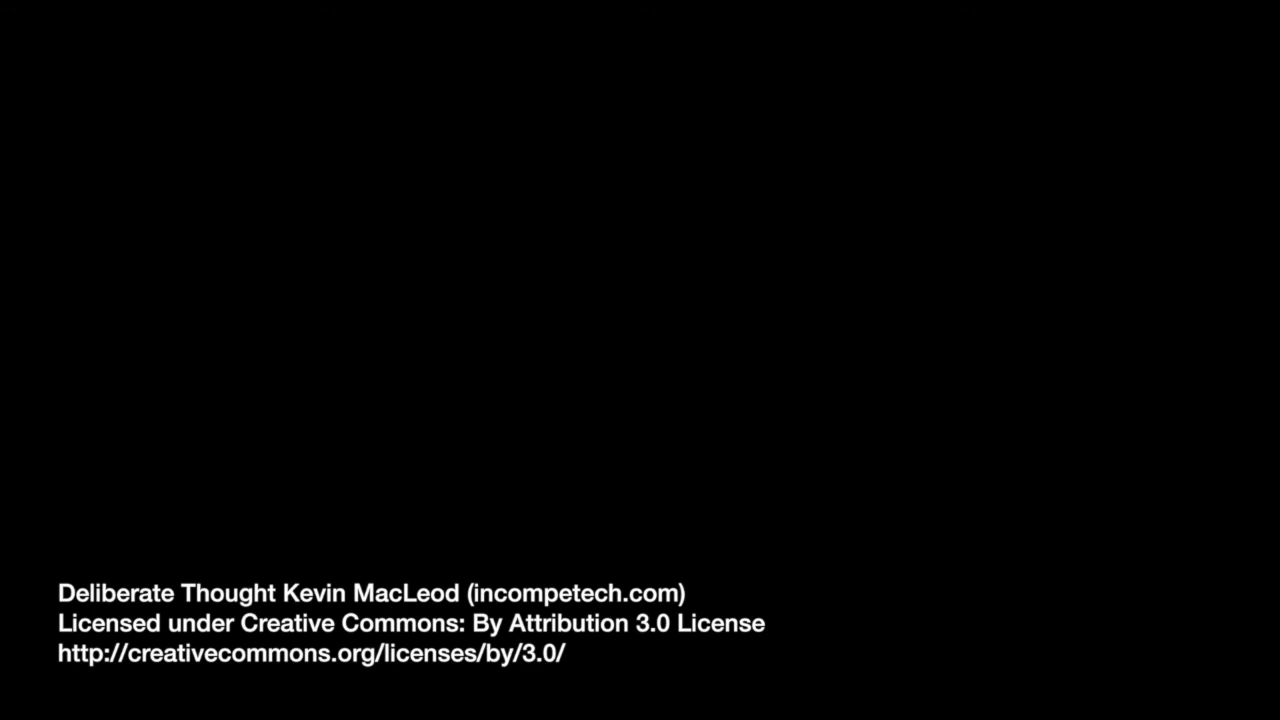 Deliberate Thought Kevin MacLeod (incompetech.com)
Licensed under Creative Commons: By Attribution 3.0 License
http://creativecommons.org/licenses/by/3.0/